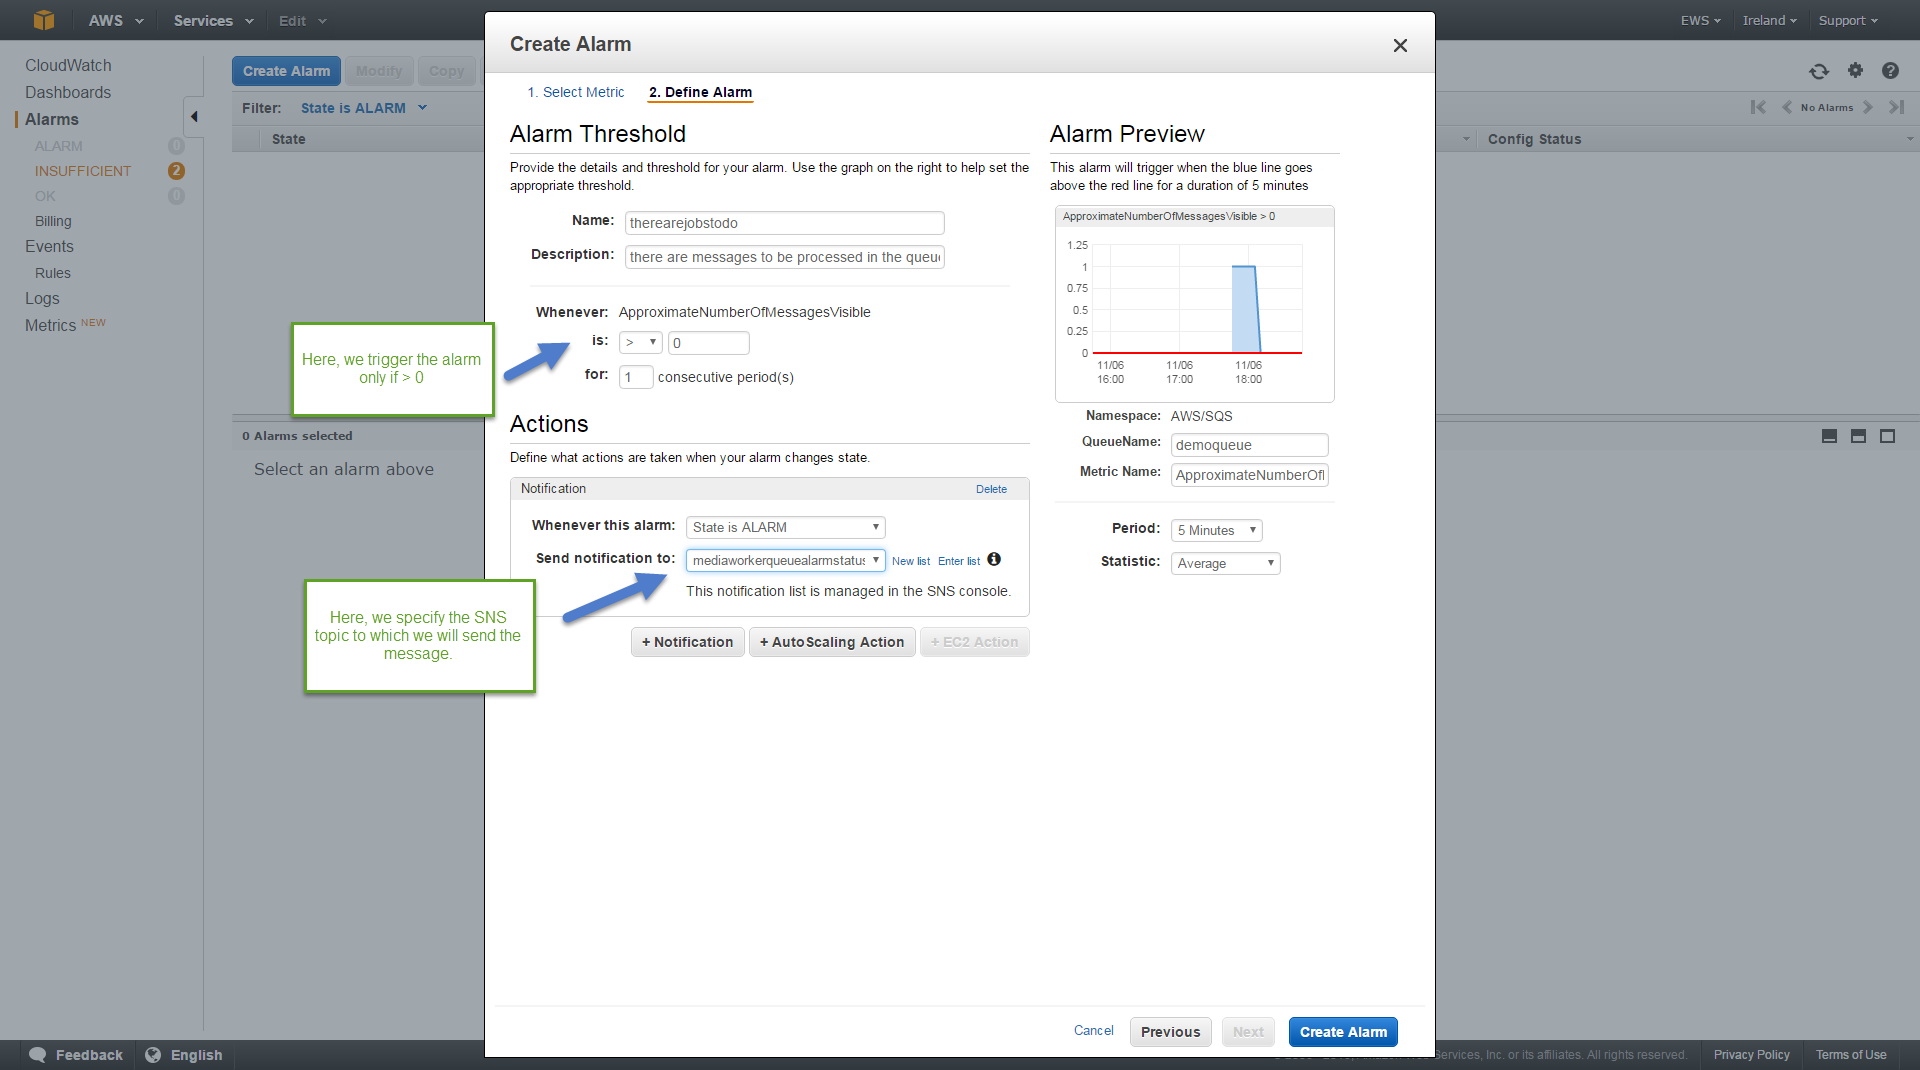 AWS
Services
Edit
EWS
Ireland
Support
CloudWatch
Dashboards
Alarms
ALARM 0
INSUFFICIENT 2
OK 0
Billing
Events
Rules
Logs
Metrics NEW
Create Alarm
Modify
Copy
Filter: State is ALARM
State
No Alarms
Config Status
0 Alarms selected
Select an alarm above
Create Alarm
1. Select Metric
2. Define Alarm
Alarm Threshold
Provide the details and threshold for your alarm. Use the graph on the right to help set the
appropriate threshold.
Name: therearejobstodo
Description: there are messages to be processed in the queue
Whenever: ApproximateNumberOfMessagesVisible
is: > 0
for: 1 consecutive period(s)
Here, we trigger the alarm
only if > 0
Actions
Define what actions are taken when your alarm changes state.
Notification
Delete
Whenever this alarm: State is ALARM
Send notification to: mediaworkerqueuealarmstatus New list Enter list
This notification list is managed in the SNS console.
Here, we specify the SNS
topic to which we will send the
message.
+ Notification
+ AutoScaling Action
+ EC2 Action
Alarm Preview
This alarm will trigger when the blue line goes
above the red line for a duration of 5 minutes
ApproximateNumberOfMessagesVisible > 0
1.25
1
0.75
0.5
0.25
0
11/06 11/06 11/06
16:00 17:00 18:00
Namespace: AWS/SQS
QueueName: demoqueue
Metric Name: ApproximateNumberOf
Period: 5 Minutes
Statistic: Average
Cancel
Previous
Next
Create Alarm
Feedback
English
Services, Inc. or its affiliates. All rights reserved.
Privacy Policy
Terms of Use